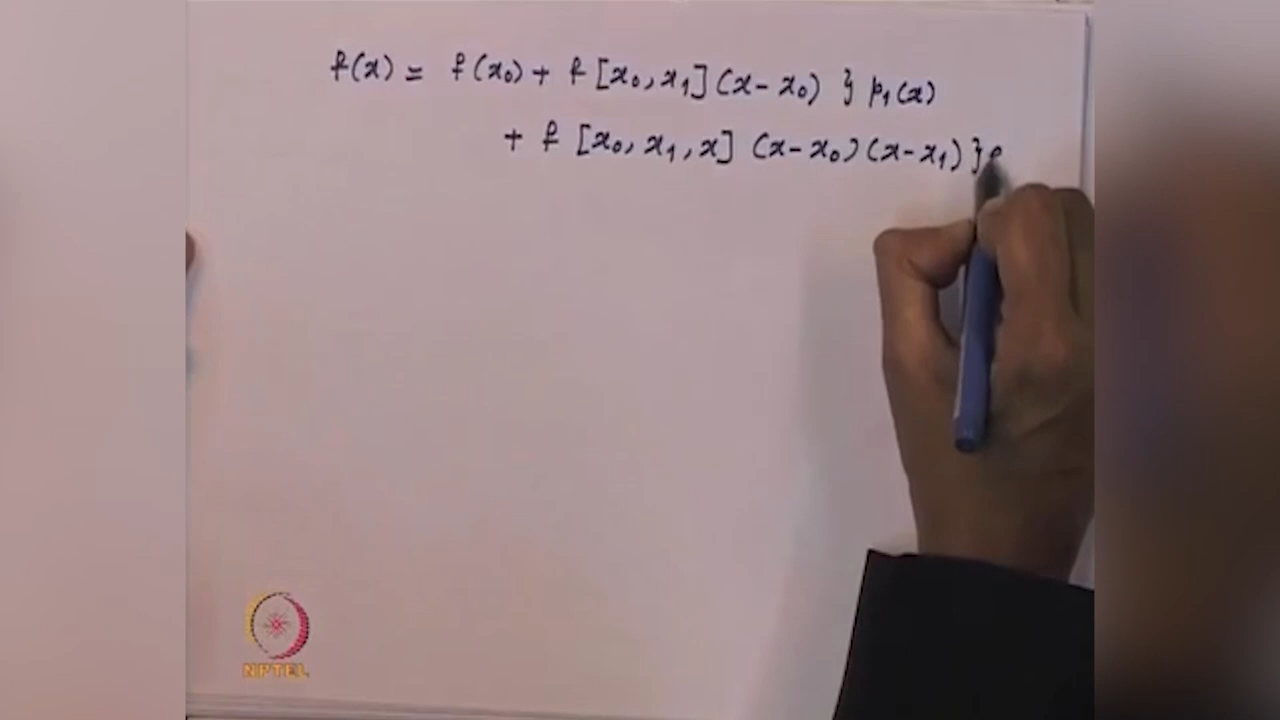 f(x) = f(x₀) + f [x₀, x₁] (x - x₀) } p₁(x)
+ f [x₀, x₁, x] (x - x₀) (x - x₁) } e
NPTEL